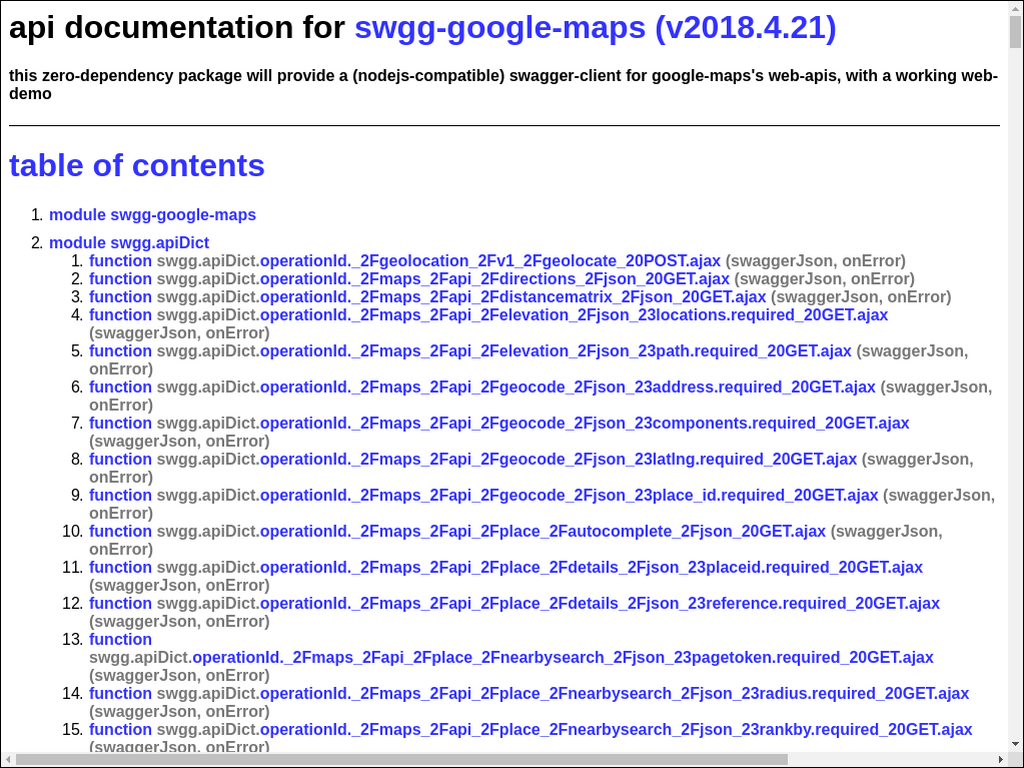 api documentation for swgg-google-maps (v2018.4.21)
this zero-dependency package will provide a (nodejs-compatible) swagger-client for google-maps's web-apis, with a working web-
demo
table of contents
1. module swgg-google-maps
2. module swgg.apiDict
1. function swgg.apiDict.operationId._2Fgeolocation_2Fv1_2Fgeolocate_20POST.ajax (swaggerJson, onError)
2. function swgg.apiDict.operationId._2Fmaps_2Fapi_2Fdirections_2Fjson_20GET.ajax (swaggerJson, onError)
3. function swgg.apiDict.operationId._2Fmaps_2Fapi_2Fdistancematrix_2Fjson_20GET.ajax (swaggerJson, onError)
4. function swgg.apiDict.operationId._2Fmaps_2Fapi_2Felevation_2Fjson_23locations.required_20GET.ajax
(swaggerJson, onError)
5. function swgg.apiDict.operationId._2Fmaps_2Fapi_2Felevation_2Fjson_23path.required_20GET.ajax (swaggerJson,
onError)
6. function swgg.apiDict.operationId._2Fmaps_2Fapi_2Fgeocode_2Fjson_23address.required_20GET.ajax (swaggerJson,
onError)
7. function swgg.apiDict.operationId._2Fmaps_2Fapi_2Fgeocode_2Fjson_23components.required_20GET.ajax
(swaggerJson, onError)
8. function swgg.apiDict.operationId._2Fmaps_2Fapi_2Fgeocode_2Fjson_23latlng.required_20GET.ajax (swaggerJson,
onError)
9. function swgg.apiDict.operationId._2Fmaps_2Fapi_2Fgeocode_2Fjson_23place_id.required_20GET.ajax (swaggerJson,
onError)
10. function swgg.apiDict.operationId._2Fmaps_2Fapi_2Fplace_2Fautocomplete_2Fjson_20GET.ajax (swaggerJson,
onError)
11. function swgg.apiDict.operationId._2Fmaps_2Fapi_2Fplace_2Fdetails_2Fjson_23placeid.required_20GET.ajax
(swaggerJson, onError)
12. function swgg.apiDict.operationId._2Fmaps_2Fapi_2Fplace_2Fdetails_2Fjson_23reference.required_20GET.ajax
(swaggerJson, onError)
13. function
swgg.apiDict.operationId._2Fmaps_2Fapi_2Fplace_2Fnearbysearch_2Fjson_23pagetoken.required_20GET.ajax
(swaggerJson, onError)
14. function swgg.apiDict.operationId._2Fmaps_2Fapi_2Fplace_2Fnearbysearch_2Fjson_23radius.required_20GET.ajax
(swaggerJson, onError)
15. function swgg.apiDict.operationId._2Fmaps_2Fapi_2Fplace_2Fnearbysearch_2Fjson_23rankby.required_20GET.ajax
(swaggerJson, onError)